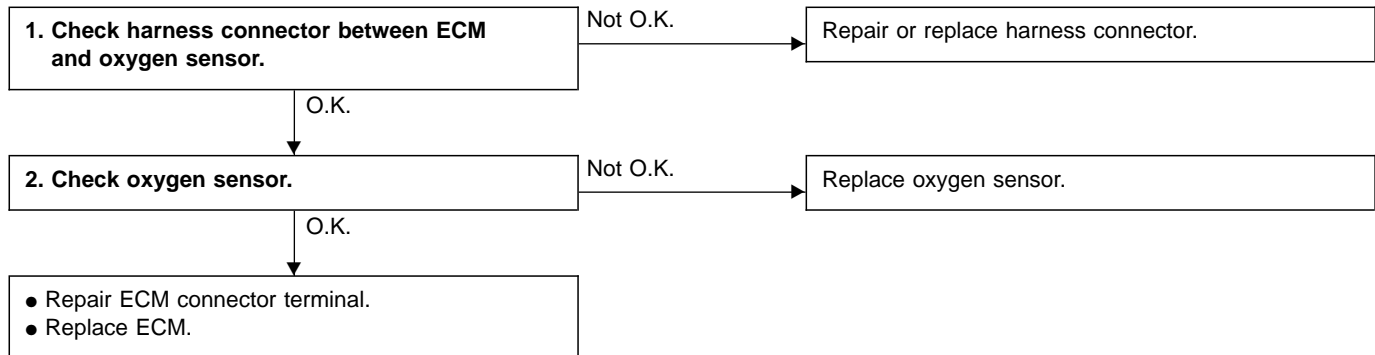 1. Check harness connector between ECM
and oxygen sensor.
Not O.K.
Repair or replace harness connector.
O.K.
2. Check oxygen sensor.
Not O.K.
Replace oxygen sensor.
O.K.
● Repair ECM connector terminal.
● Replace ECM.